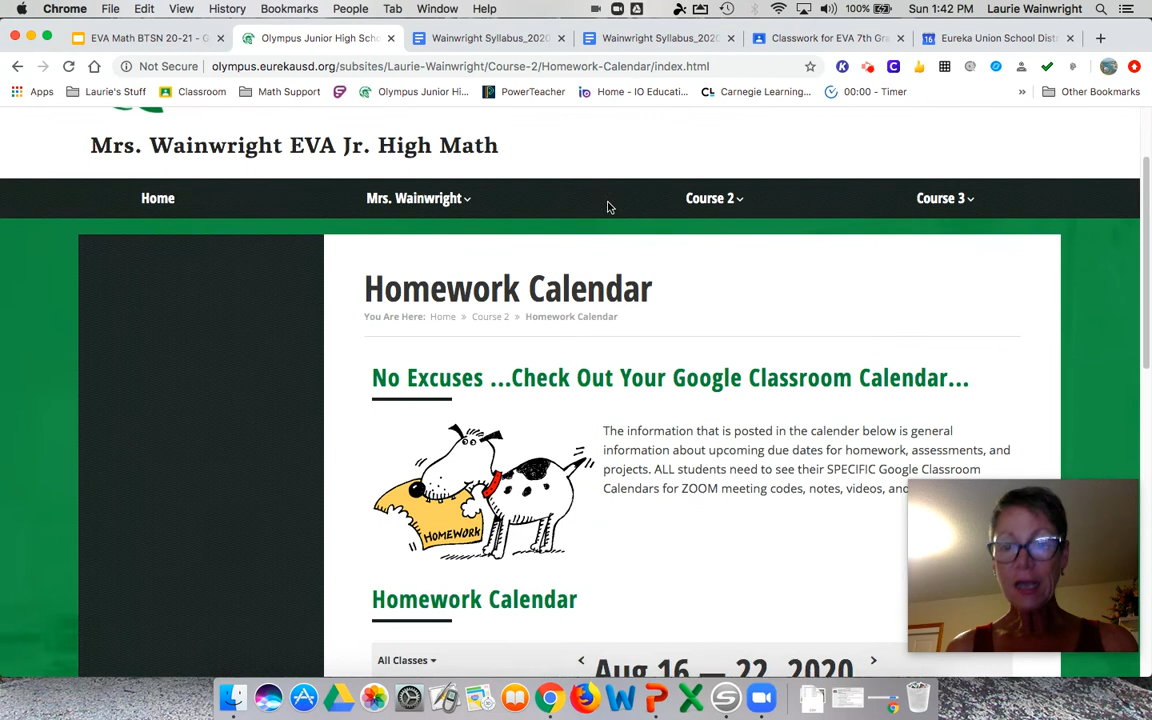 Chrome File Edit View History Bookmarks People Tab Window Help 100% Sun 1:42 PM Laurie Wainwright
EVA Math BTSN 20-21 - G × Olympus Junior High Scho × Wainwright Syllabus_2020 × Wainwright Syllabus_2020 × Classwork for EVA 7th Gra × Eureka Union School Distr × +
Not Secure olympus.eurekausd.org/subsites/Laurie-Wainwright/Course-2/Homework-Calendar/index.html
Apps Laurie's Stuff Classroom Math Support Olympus Junior Hi... PowerTeacher Home - IO Educati... CL Carnegie Learning,... 00:00 - Timer » Other Bookmarks
Mrs. Wainwright EVA Jr. High Math
Home Mrs. Wainwright Course 2 Course 3
Homework Calendar
You Are Here: Home » Course 2 » Homework Calendar
No Excuses ...Check Out Your Google Classroom Calendar...
The information that is posted in the calender below is general
information about upcoming due dates for homework, assessments, and
projects. ALL students need to see their SPECIFIC Google Classroom
Calendars for ZOOM meeting codes, notes, videos, and
HOMEWORK
Homework Calendar
All Classes
Aug 16 — 22, 2020